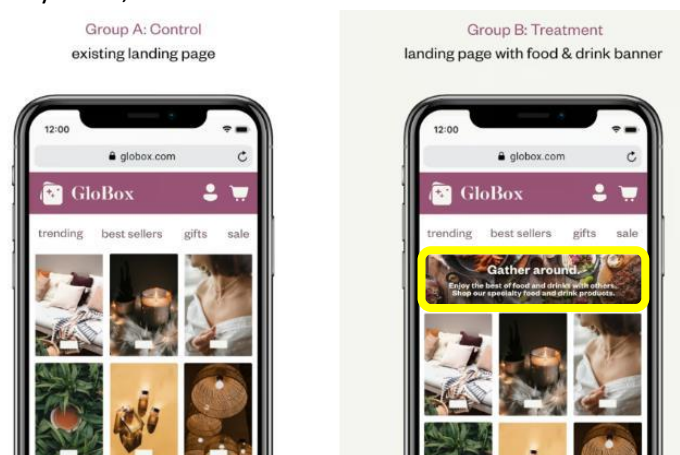 Group A: Control
existing landing page
12:00
globox.com
GloBox
trending best sellers gifts sale
Group B: Treatment
landing page with food & drink banner
12:00
globox.com
GloBox
trending best sellers gifts sale
Gather around.
Enjoy the best of food and drinks with others.
Shop our specialty food and drink products.